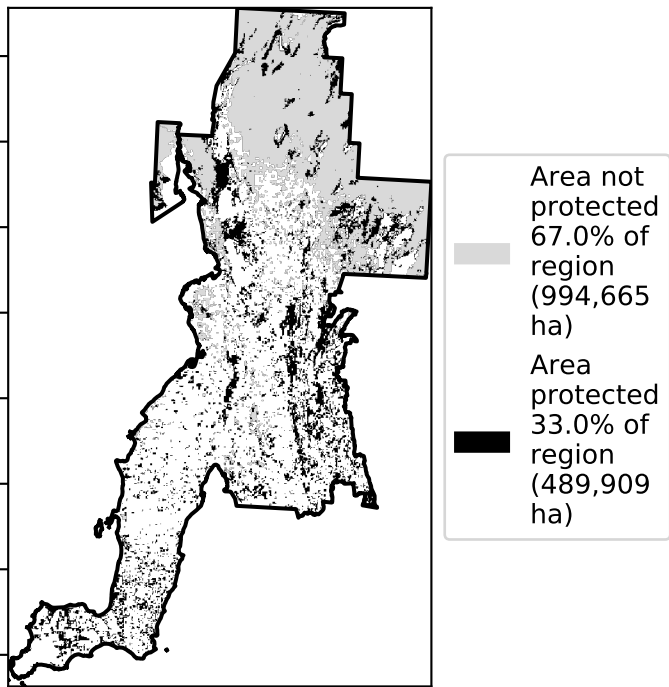 Area not
protected
67.0% of
region
(994,665
ha)
Area
protected
33.0% of
region
(489,909
ha)